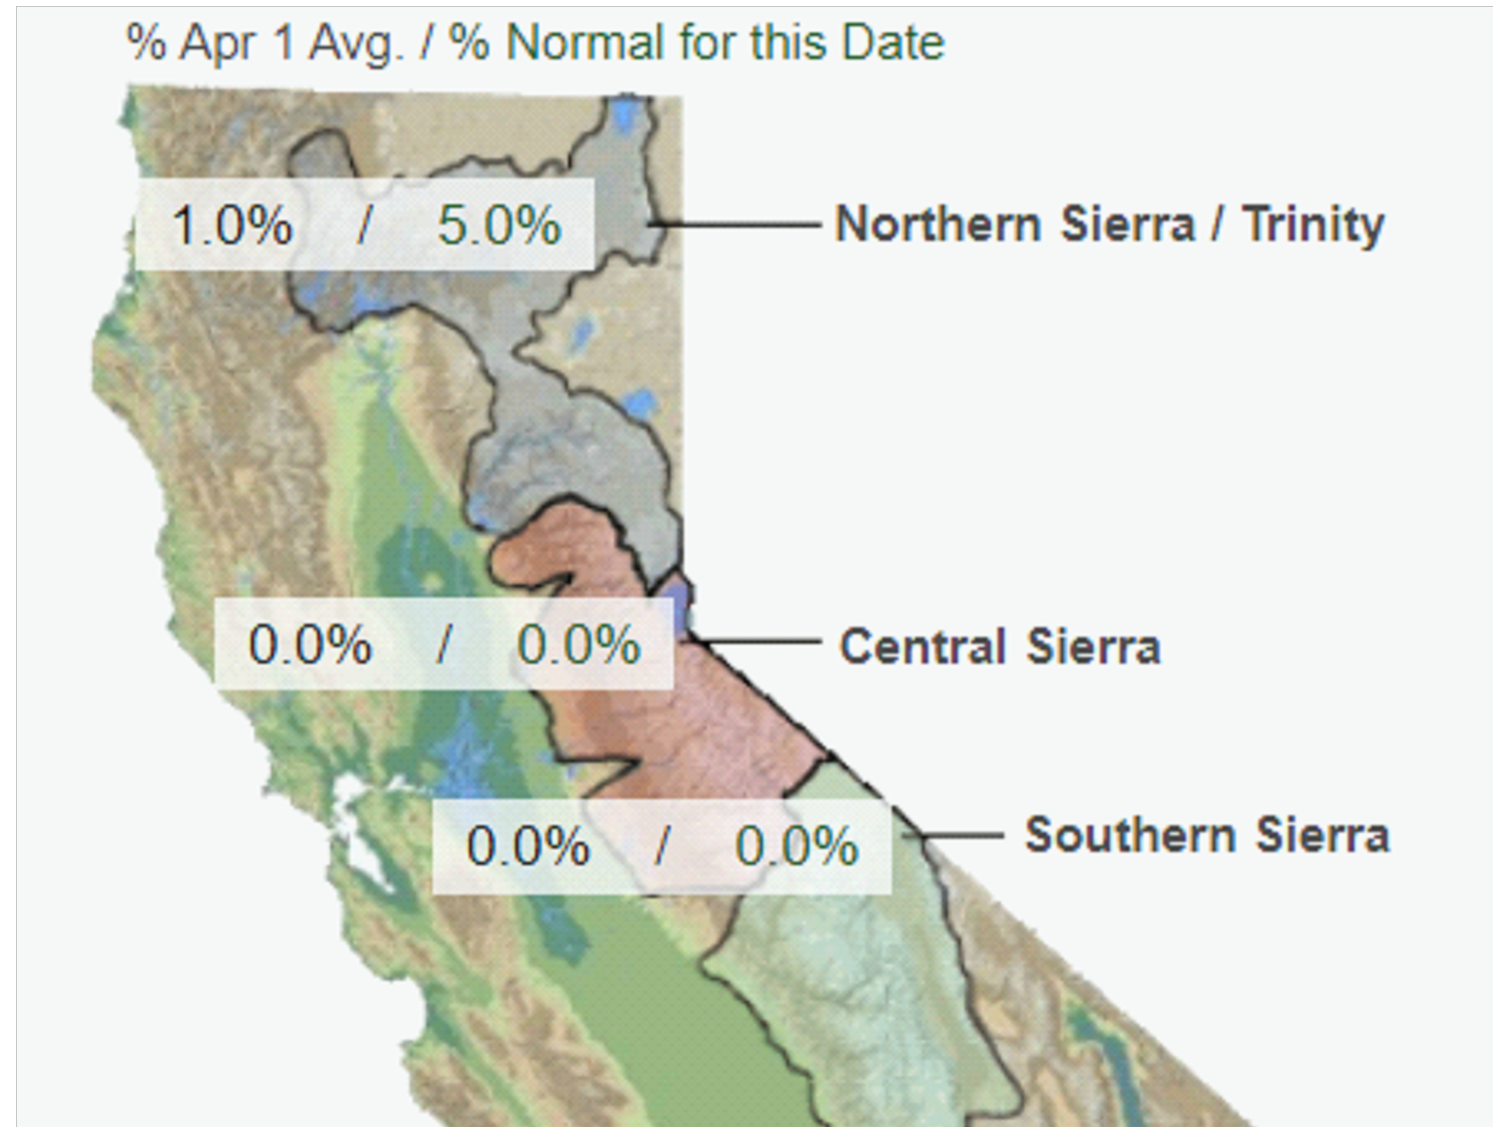 % Apr 1 Avg. / % Normal for this Date
1.0% / 5.0% Northern Sierra / Trinity
0.0% / 0.0% Central Sierra
0.0% / 0.0% Southern Sierra